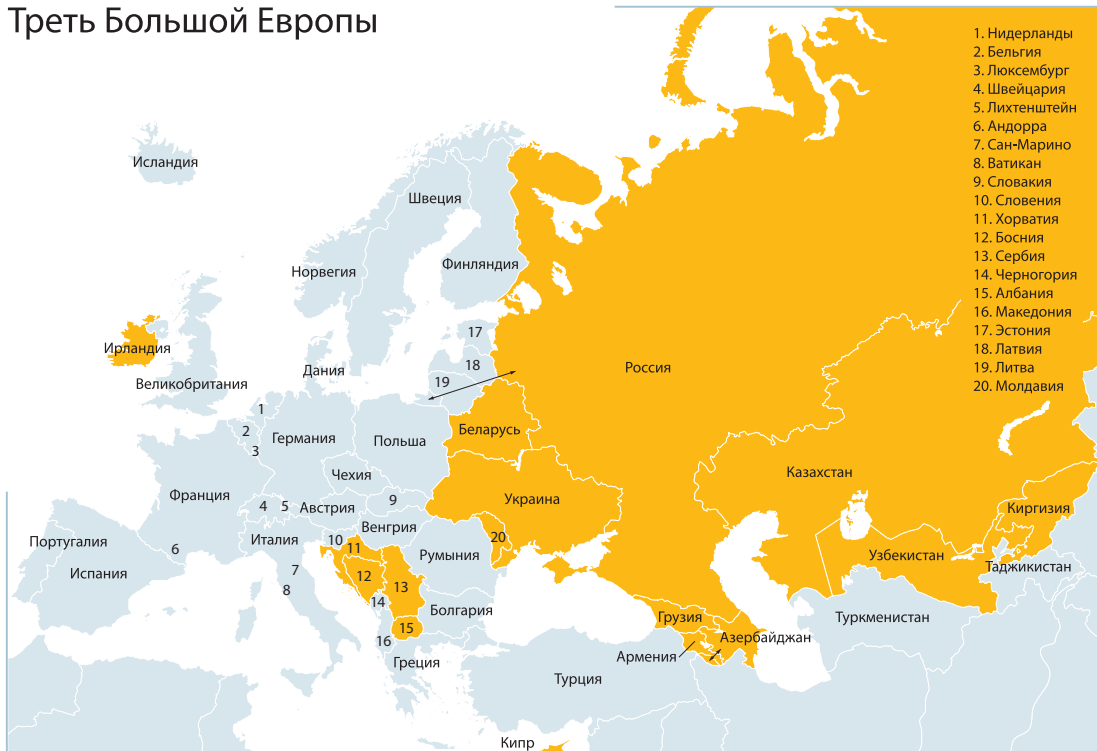 Треть Большой Европы
1. Нидерланды
2. Бельгия
3. Люксембург
4. Швейцария
5. Лихтенштейн
6. Андорра
7. Сан-Марино
8. Ватикан
9. Словакия
10. Словения
11. Хорватия
12. Босния
13. Сербия
14. Черногория
15. Албания
16. Македония
17. Эстония
18. Латвия
19. Литва
20. Молдавия
Исландия
Швеция
Финляндия
Норвегия
17
Ирландия
18
Россия
Дания
19
Великобритания
1
2
Германия
Польша
Беларусь
3
Чехия
Казахстан
Франция
9
Украина
4
5
Австрия
Киргизия
Венгрия
Португалия
6
Италия
10
11
Румыния
20
Узбекистан
Таджикистан
Испания
7
12
13
8
14
Болгария
Грузия
Туркменистан
15
Азербайджан
16
Армения
Греция
Турция
Кипр